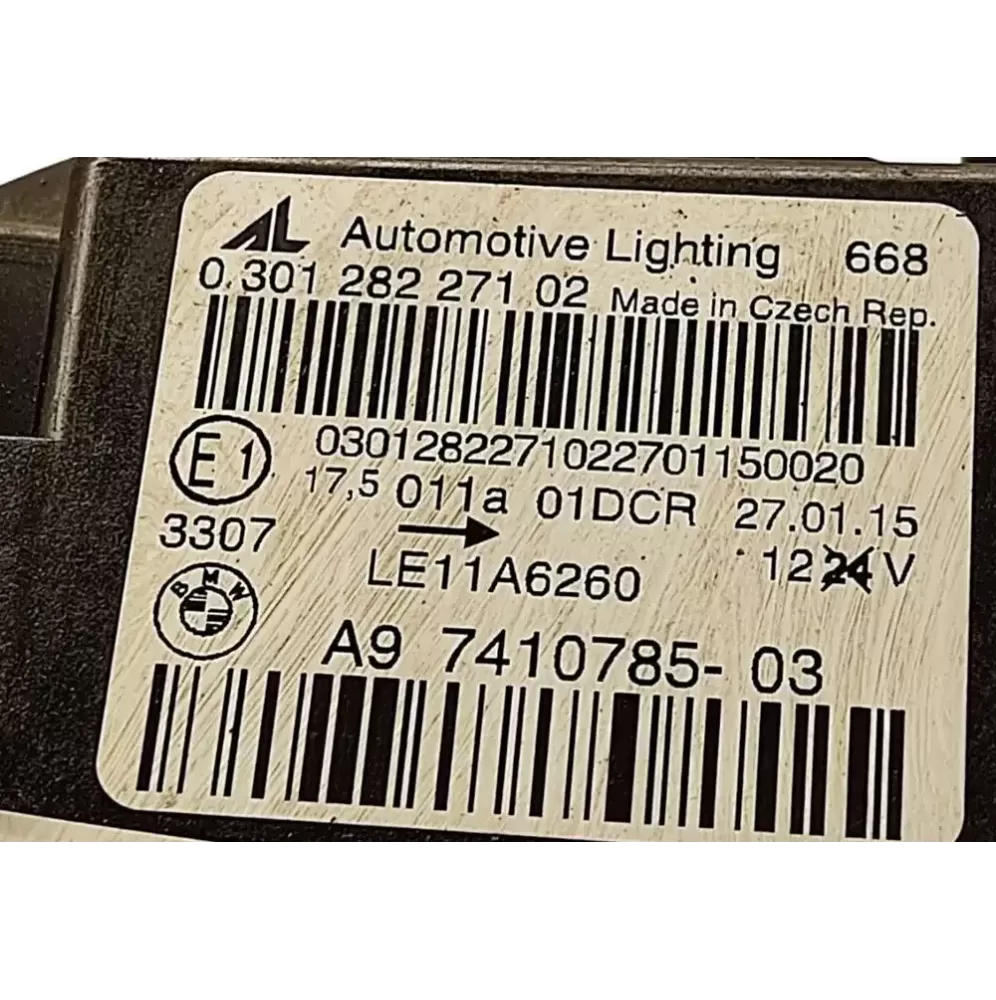 AL Automotive Lighting 668
0.301 282 271 02 Made in Czech Rep.
0301282271022701150020
E1 17,5 011a 01DCR 27.01.15
3307 LE11A6260 12 24 V
BMW
A9 7410785-03